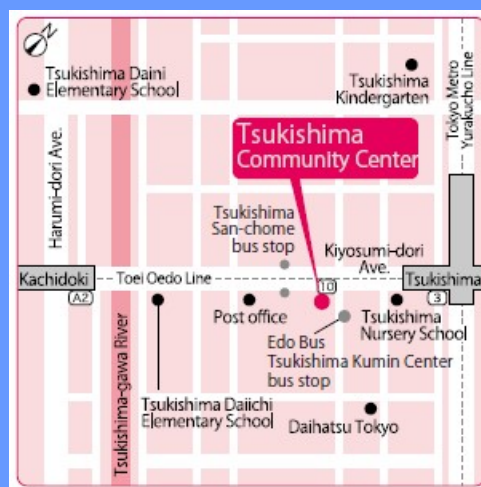 Tsukishima Daini
Elementary School
Tsukishima
Kindergarten
Tokyo Metro
Yurakucho Line
Harumi-dori Ave.
Tsukishima
Community Center
Tsukishima
San-chome
bus stop
Kiyosumi-dori
Ave.
Kachidoki
Toei Oedo Line
Tsukishima
A2
10
3
Post office
Tsukishima
Nursery School
Edo Bus
Tsukishima Kumin Center
bus stop
Tsukishima-gawa River
Tsukishima Daiichi
Elementary School
Daihatsu Tokyo